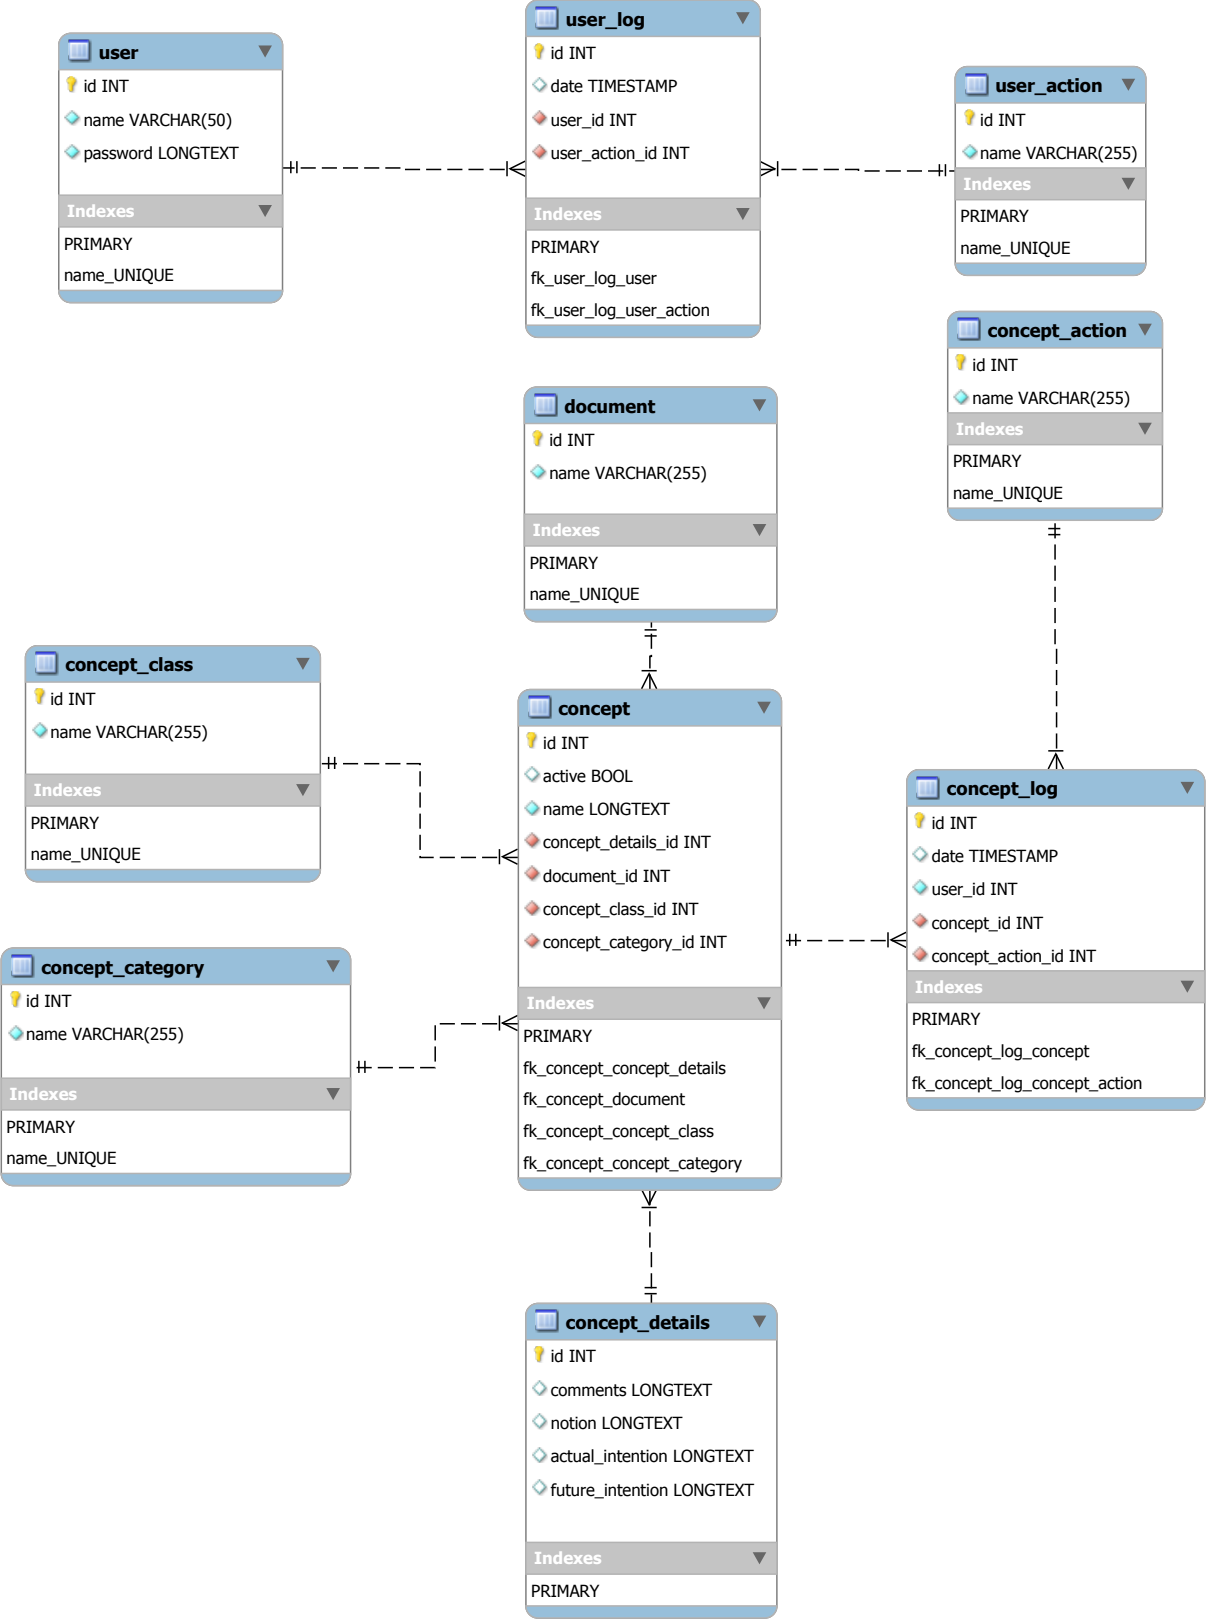 user
id INT
name VARCHAR(50)
password LONGTEXT
Indexes
PRIMARY
name_UNIQUE
user_log
id INT
date TIMESTAMP
user_id INT
user_action_id INT
Indexes
PRIMARY
fk_user_log_user
fk_user_log_user_action
user_action
id INT
name VARCHAR(255)
Indexes
PRIMARY
name_UNIQUE
concept_action
id INT
name VARCHAR(255)
Indexes
PRIMARY
name_UNIQUE
document
id INT
name VARCHAR(255)
Indexes
PRIMARY
name_UNIQUE
concept_class
id INT
name VARCHAR(255)
Indexes
PRIMARY
name_UNIQUE
concept
id INT
active BOOL
name LONGTEXT
concept_details_id INT
document_id INT
concept_class_id INT
concept_category_id INT
Indexes
PRIMARY
fk_concept_concept_details
fk_concept_document
fk_concept_concept_class
fk_concept_concept_category
concept_log
id INT
date TIMESTAMP
user_id INT
concept_id INT
concept_action_id INT
Indexes
PRIMARY
fk_concept_log_concept
fk_concept_log_concept_action
concept_category
id INT
name VARCHAR(255)
Indexes
PRIMARY
name_UNIQUE
concept_details
id INT
comments LONGTEXT
notion LONGTEXT
actual_intention LONGTEXT
future_intention LONGTEXT
Indexes
PRIMARY